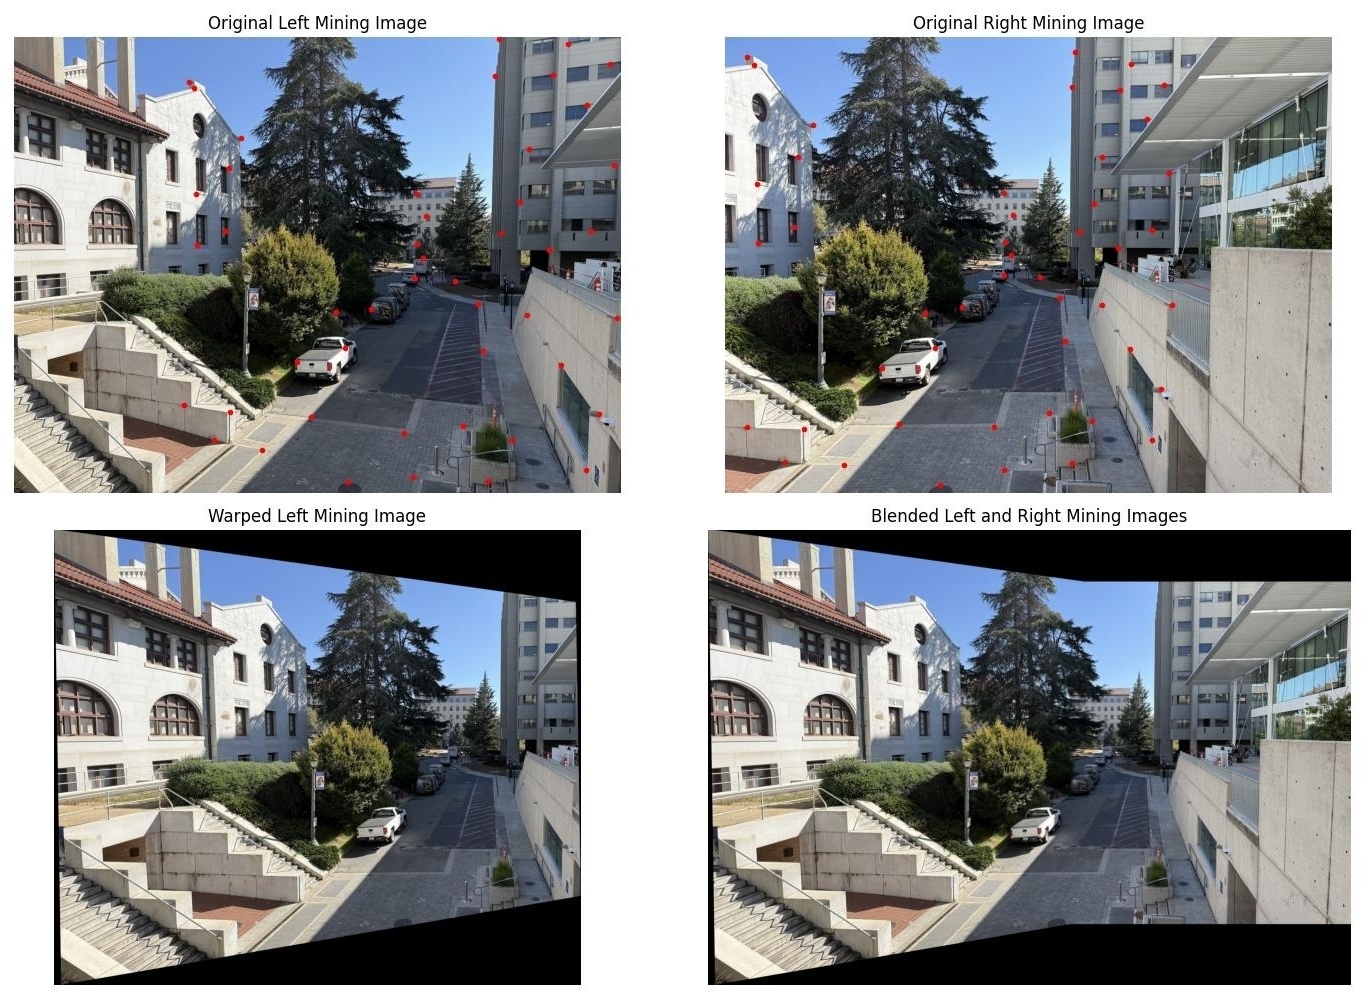 Original Left Mining Image
Original Right Mining Image
Warped Left Mining Image
Blended Left and Right Mining Images